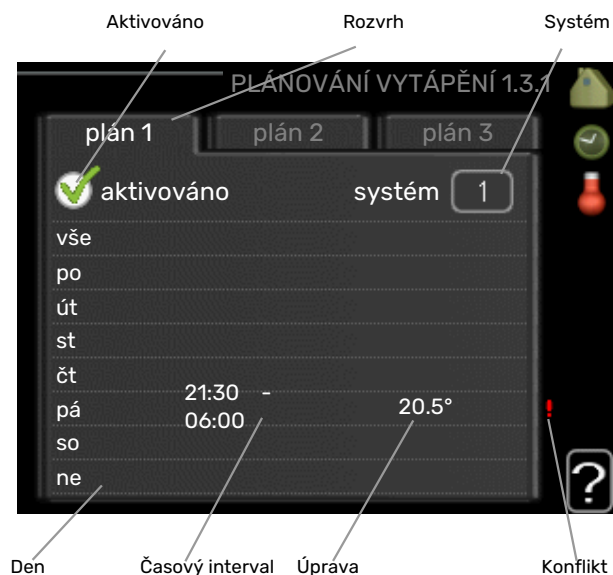 Aktivováno Rozvrh Systém
PLÁNOVÁNÍ VYTÁPĚNÍ 1.3.1
plán 1 plán 2 plán 3
aktivováno systém 1
vše
po
út
st
čt
pá 21:30 - 06:00 20.5° !
so
ne
?
Den Časový interval Úprava Konflikt